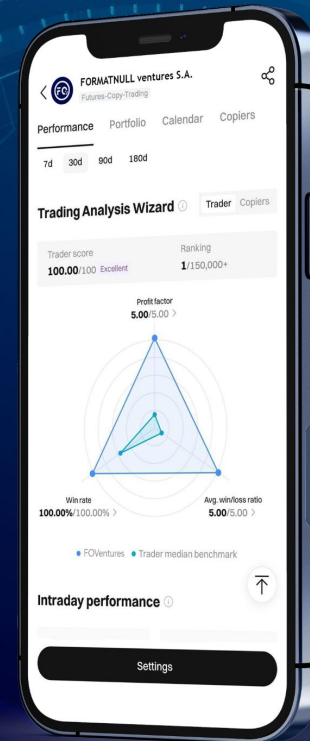 FO
FORMATNULL ventures S.A.
Futures-Copy-Trading
Performance Portfolio Calendar Copiers
7d 30d 90d 180d
Trading Analysis Wizard Trader Copiers
Trader score Ranking
100.00/100 Excellent 1/150,000+
Profit factor
5.00/5.00 >
Win rate Avg. win/loss ratio
100.00%/100.00% > 5.00/5.00 >
FOVentures Trader median benchmark
Intraday performance
Settings